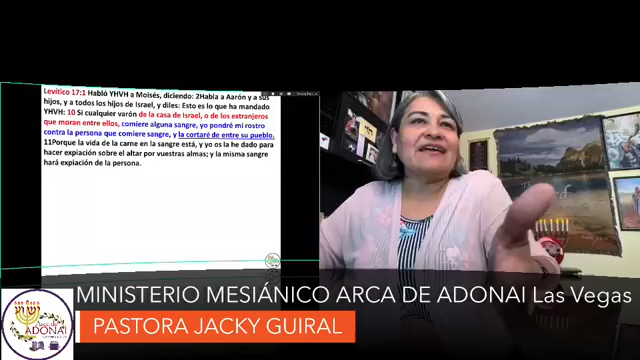 Levítico 17:1 Habló YHVH a Moisés, diciendo: 2Habla a Aarón y a sus
hijos, y a todos los hijos de Israel, y diles: Esto es lo que ha mandado
YHVH: 10 Si cualquier varón de la casa de Israel, o de los extranjeros
que moran entre ellos, comiere alguna sangre, yo pondré mi rostro
contra la persona que comiere sangre, y la cortaré de entre su pueblo.
11Porque la vida de la carne en la sangre está, y yo os la he dado para
hacer expiación sobre el altar por vuestras almas; y la misma sangre
hará expiación de la persona.
MINISTERIO MESIÁNICO ARCA DE ADONAI Las Vegas
PASTORA JACKY GUIRAL
Arca de
ADONAI